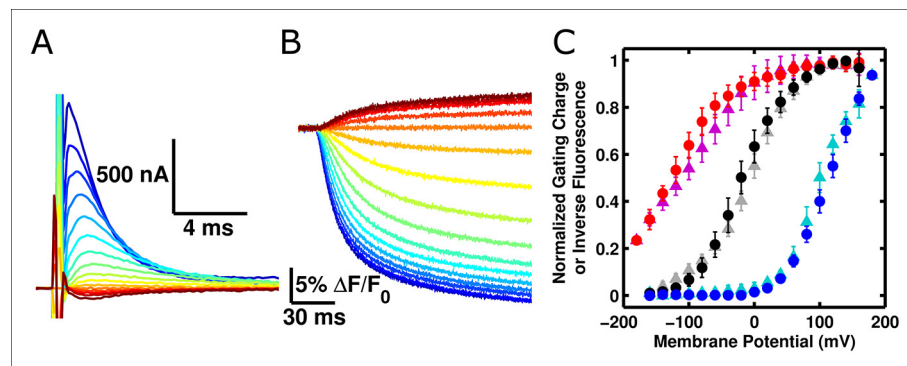 A
500 nA
4 ms
B
5% ΔF/F0
30 ms
C
Normalized Gating Charge
or Inverse Fluorescence
1
0.8
0.6
0.4
0.2
0
−200
−100
0
100
200
Membrane Potential (mV)